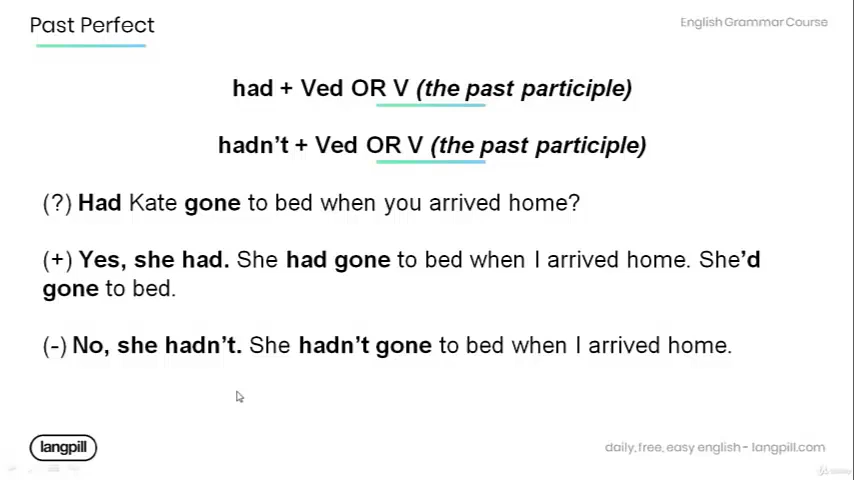 Past Perfect
English Grammar Course
had + Ved OR V (the past participle)
hadn't + Ved OR V (the past participle)
(?) Had Kate gone to bed when you arrived home?
(+) Yes, she had. She had gone to bed when I arrived home. She'd
gone to bed.
(-) No, she hadn't. She hadn't gone to bed when I arrived home.
langpill
daily, free, easy english - langpill.com